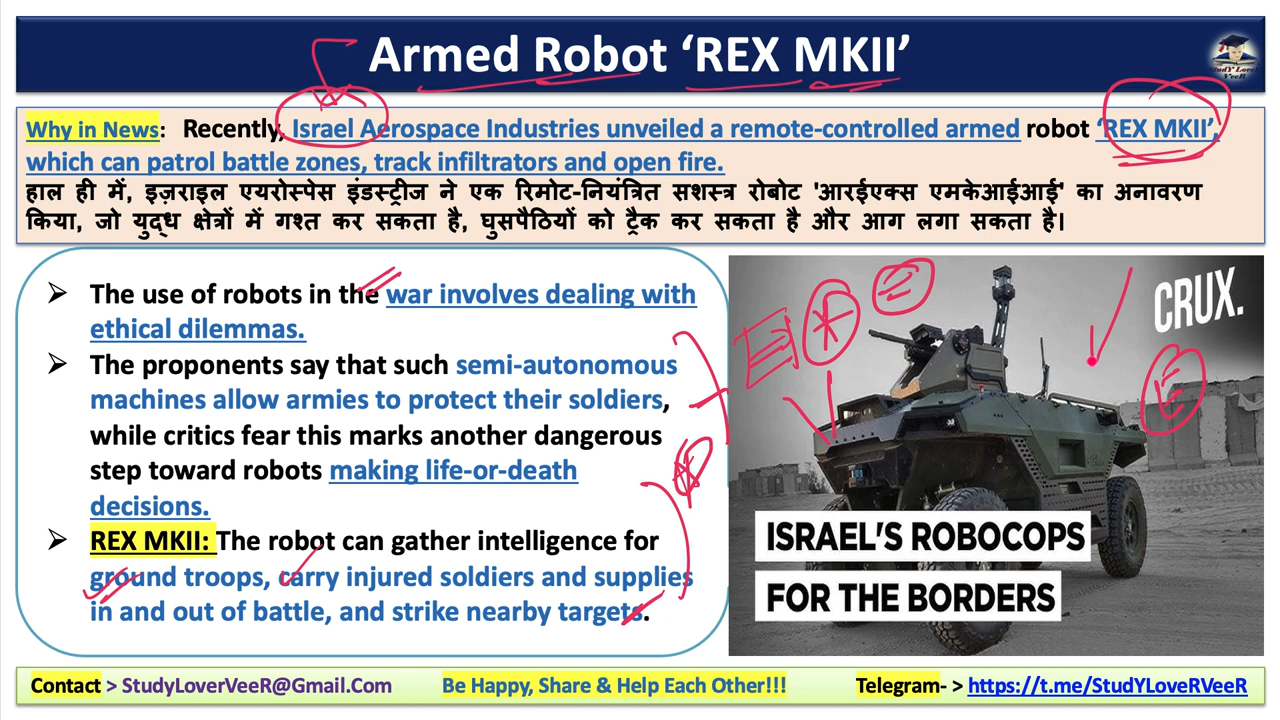 Armed Robot ‘REX MKII’
StudY Lover
VeeR
Why in News: Recently, Israel Aerospace Industries unveiled a remote-controlled armed robot ‘REX MKII’,
which can patrol battle zones, track infiltrators and open fire.
हाल ही में, इज़राइल एयरोस्पेस इंडस्ट्रीज ने एक रिमोट-नियंत्रित सशस्त्र रोबोट 'आरईएक्स एमकेआईआई' का अनावरण
किया, जो युद्ध क्षेत्रों में गश्त कर सकता है, घुसपैठियों को ट्रैक कर सकता है और आग लगा सकता है।
➢ The use of robots in the war involves dealing with
ethical dilemmas.
➢ The proponents say that such semi-autonomous
machines allow armies to protect their soldiers,
while critics fear this marks another dangerous
step toward robots making life-or-death
decisions.
➢ REX MKII: The robot can gather intelligence for
ground troops, carry injured soldiers and supplies
in and out of battle, and strike nearby targets.
CRUX.
ISRAEL'S ROBOCOPS
FOR THE BORDERS
Contact > StudyLoverVeeR@Gmail.Com Be Happy, Share & Help Each Other!!! Telegram- > https://t.me/StudYLoveRVeeR